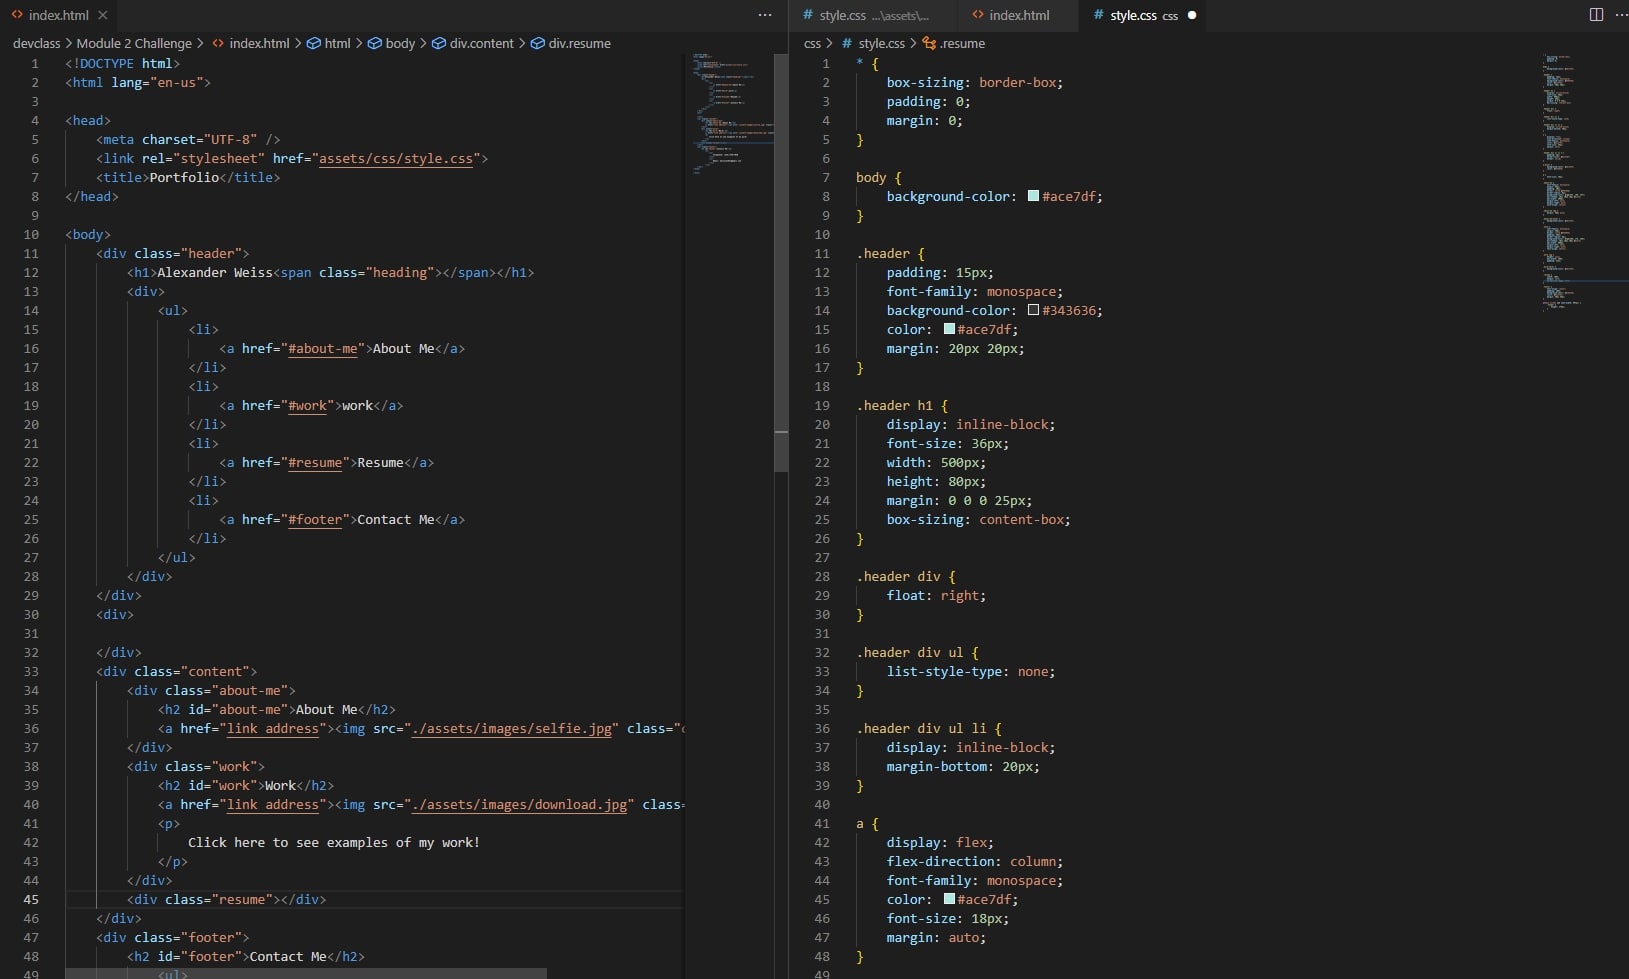 index.html
style.css ...\assets\...
index.html
style.css css
devclass > Module 2 Challenge > index.html > html > body > div.content > div.resume
css > style.css > .resume
1 <!DOCTYPE html>
2 <html lang="en-us">
3
4 <head>
5 <meta charset="UTF-8" />
6 <link rel="stylesheet" href="assets/css/style.css">
7 <title>Portfolio</title>
8 </head>
9
10 <body>
11 <div class="header">
12 <h1>Alexander Weiss<span class="heading"></span></h1>
13 <div>
14 <ul>
15 <li>
16 <a href="#about-me">About Me</a>
17 </li>
18 <li>
19 <a href="#work">work</a>
20 </li>
21 <li>
22 <a href="#resume">Resume</a>
23 </li>
24 <li>
25 <a href="#footer">Contact Me</a>
26 </li>
27 </ul>
28 </div>
29 </div>
30 <div>
31
32 </div>
33 <div class="content">
34 <div class="about-me">
35 <h2 id="about-me">About Me</h2>
36 <a href="link address"><img src="./assets/images/selfie.jpg" class="
37 </div>
38 <div class="work">
39 <h2 id="work">Work</h2>
40 <a href="link address"><img src="./assets/images/download.jpg" class=
41 <p>
42 Click here to see examples of my work!
43 </p>
44 </div>
45 <div class="resume"></div>
46 </div>
47 <div class="footer">
48 <h2 id="footer">Contact Me</h2>
49 <ul>
1 * {
2 box-sizing: border-box;
3 padding: 0;
4 margin: 0;
5 }
6
7 body {
8 background-color: #ace7df;
9 }
10
11 .header {
12 padding: 15px;
13 font-family: monospace;
14 background-color: #343636;
15 color: #ace7df;
16 margin: 20px 20px;
17 }
18
19 .header h1 {
20 display: inline-block;
21 font-size: 36px;
22 width: 500px;
23 height: 80px;
24 margin: 0 0 0 25px;
25 box-sizing: content-box;
26 }
27
28 .header div {
29 float: right;
30 }
31
32 .header div ul {
33 list-style-type: none;
34 }
35
36 .header div ul li {
37 display: inline-block;
38 margin-bottom: 20px;
39 }
40
41 a {
42 display: flex;
43 flex-direction: column;
44 font-family: monospace;
45 color: #ace7df;
46 font-size: 18px;
47 margin: auto;
48 }
49